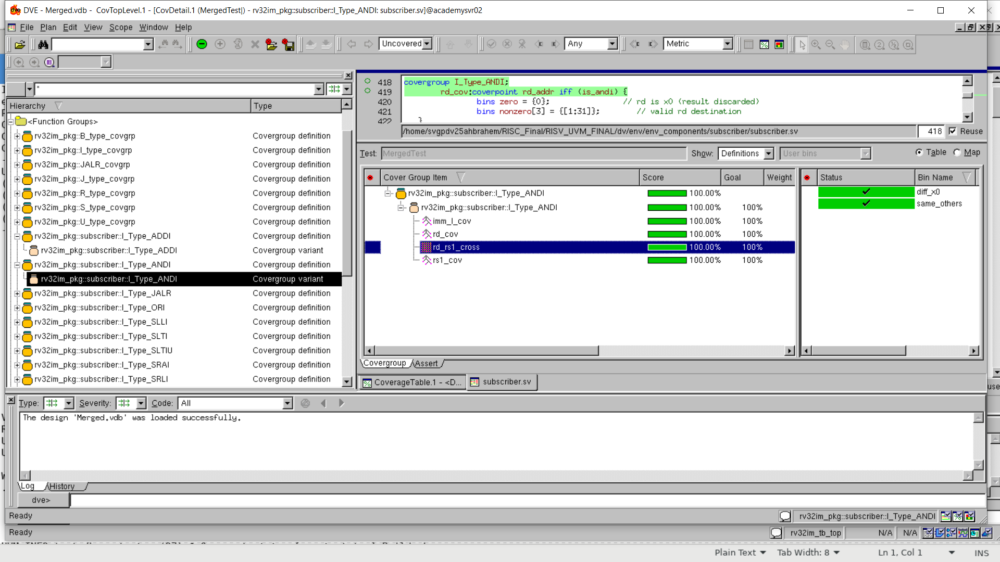 DVE - Merged.vdb - CovTopLevel.1 - [CovDetail.1 (MergedTest|) - rv32im_pkg::subscriber::I_Type_ANDI: subscriber.sv]@academysvr02
File Plan Edit View Scope Window Help
Uncovered Any Metric
*
Hierarchy Type
<Function Groups>
rv32im_pkg::B_type_covgrp Covergroup definition
rv32im_pkg::I_type_covgrp Covergroup definition
rv32im_pkg::JALR_covgrp Covergroup definition
rv32im_pkg::J_type_covgrp Covergroup definition
rv32im_pkg::R_type_covgrp Covergroup definition
rv32im_pkg::S_type_covgrp Covergroup definition
rv32im_pkg::U_type_covgrp Covergroup definition
rv32im_pkg::subscriber::I_Type_ADDI Covergroup definition
rv32im_pkg::subscriber::I_Type_ADDI Covergroup variant
rv32im_pkg::subscriber::I_Type_ANDI Covergroup definition
rv32im_pkg::subscriber::I_Type_ANDI Covergroup variant
rv32im_pkg::subscriber::I_Type_JALR Covergroup definition
rv32im_pkg::subscriber::I_Type_ORI Covergroup definition
rv32im_pkg::subscriber::I_Type_SLLI Covergroup definition
rv32im_pkg::subscriber::I_Type_SLTI Covergroup definition
rv32im_pkg::subscriber::I_Type_SLTIU Covergroup definition
rv32im_pkg::subscriber::I_Type_SRAI Covergroup definition
rv32im_pkg::subscriber::I_Type_SRLI Covergroup definition
418 covergroup I_Type_ANDI;
419 rd_cov:coverpoint rd_addr iff (is_andi) {
420 bins zero = {0}; // rd is x0 (result discarded)
421 bins nonzero[3] = {[1:31]}; // valid rd destination
422 }
/home/svgpdv25ahbrahem/RISC_Final/RISV_UVM_FINAL/dv/env/env_components/subscriber/subscriber.sv 418 Reuse
Test: MergedTest Show: Definitions User bins Table Map
Cover Group Item Score Goal Weight
rv32im_pkg::subscriber::I_Type_ANDI 100.00%
rv32im_pkg::subscriber::I_Type_ANDI 100.00% 100%
imm_I_cov 100.00% 100%
rd_cov 100.00% 100%
rd_rs1_cross 100.00% 100%
rs1_cov 100.00% 100%
Status Bin Name
diff_x0
same_others
Covergroup Assert
CoverageTable.1 - <D... subscriber.sv
Type: Severity: Code: All
The design 'Merged.vdb' was loaded successfully.
Log History
dve>
Ready rv32im_pkg::subscriber::I_Type_ANDI
Ready rv32im_tb_top N/A N/A
Plain Text Tab Width: 8 Ln 1, Col 1 INS